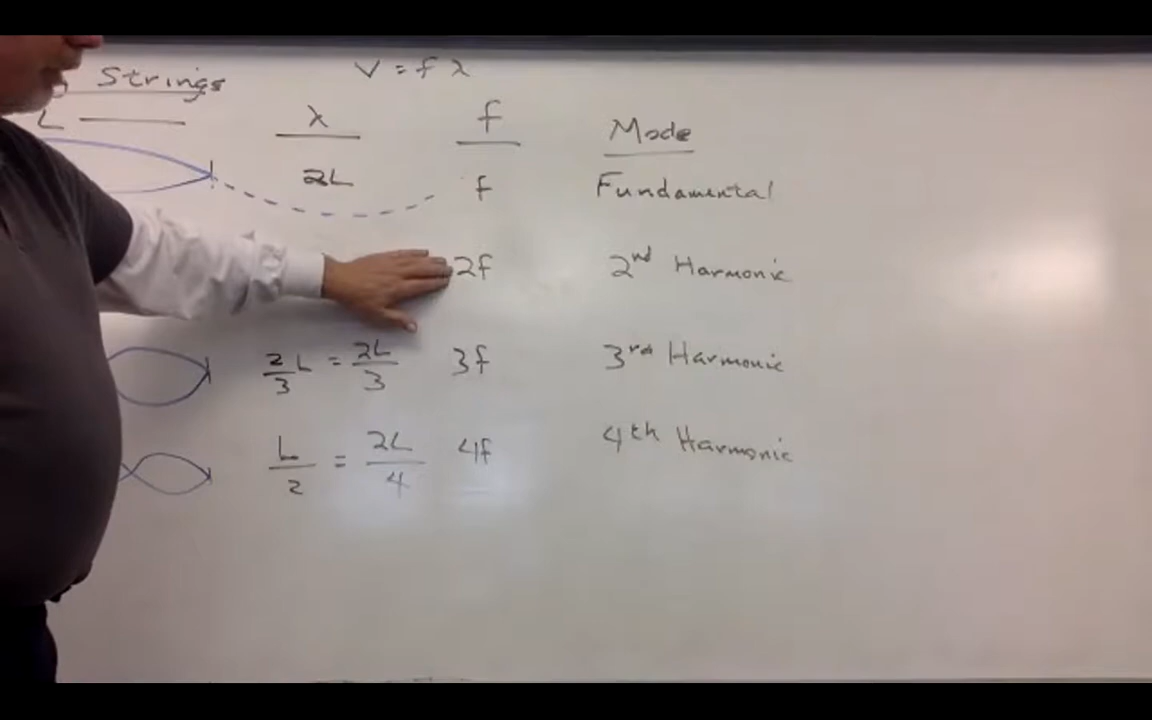 Strings V = f λ
L λ f Mode
2L f Fundamental
2f 2nd Harmonic
2/3 L = 2L/3 3f 3rd Harmonic
L/2 = 2L/4 4f 4th Harmonic